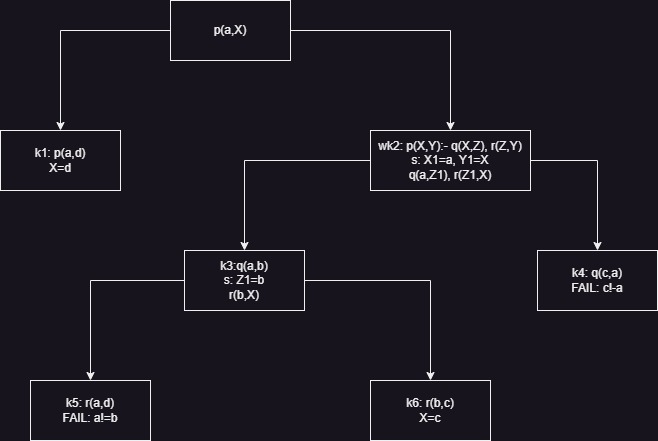 p(a,X)
k1: p(a,d)
X=d
wk2: p(X,Y):- q(X,Z), r(Z,Y)
s: X1=a, Y1=X
q(a,Z1), r(Z1,X)
k3:q(a,b)
s: Z1=b
r(b,X)
k4: q(c,a)
FAIL: c!-a
k5: r(a,d)
FAIL: a!=b
k6: r(b,c)
X=c